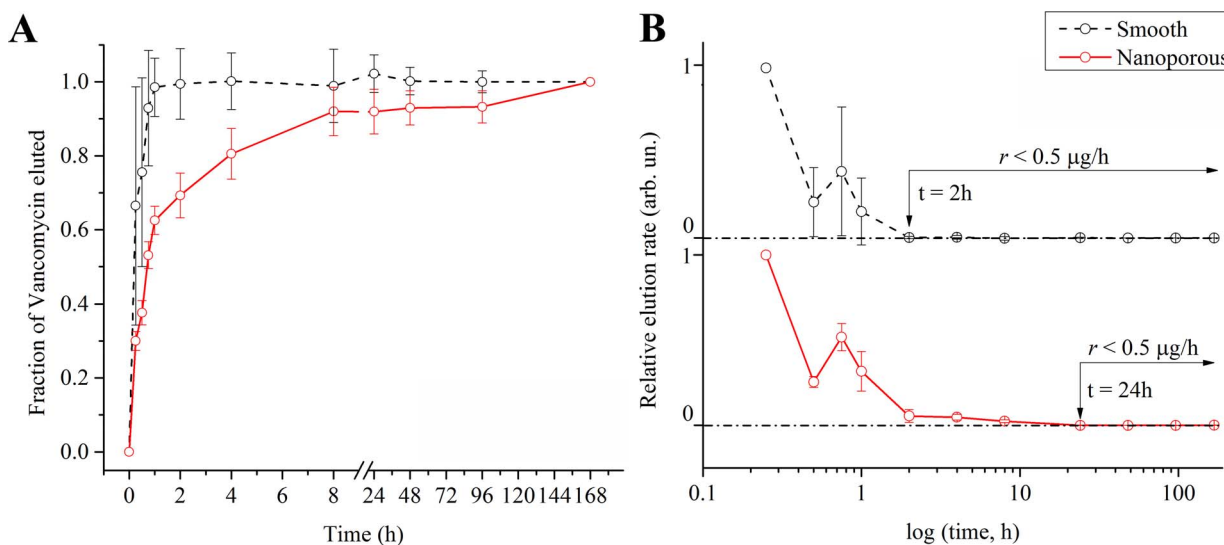 A
Fraction of Vancomycin eluted
1.0
0.8
0.6
0.4
0.2
0.0
0 2 4 6 8 24 48 72 96 120 144 168
Time (h)
B
Smooth
Nanoporous
Relative elution rate (arb. un.)
1
0
1
0
r < 0.5 μg/h
t = 2h
r < 0.5 μg/h
t = 24h
0.1 1 10 100
log (time, h)